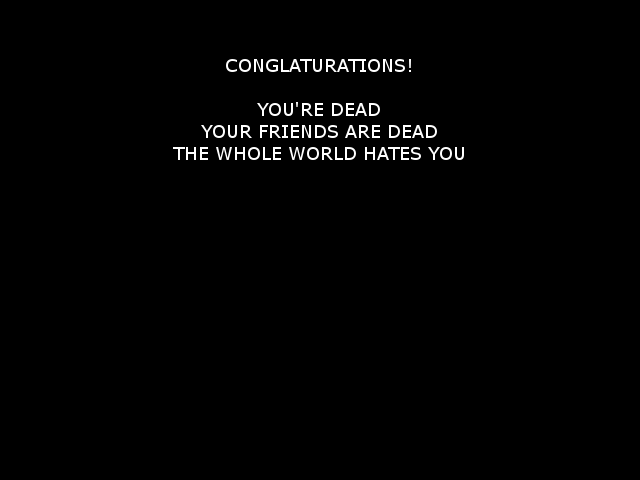 CONGLATURATIONS!
YOU'RE DEAD
YOUR FRIENDS ARE DEAD
THE WHOLE WORLD HATES YOU